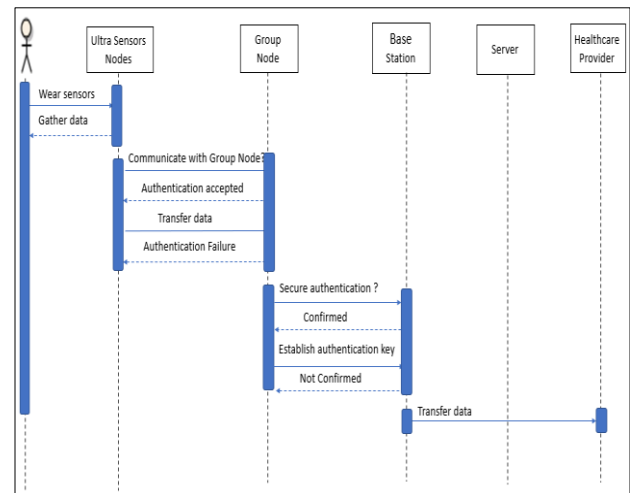 Ultra Sensors
Nodes
Group
Node
Base
Station
Server
Healthcare
Provider
Wear sensors
Gather data
Communicate with Group Node?
Authentication accepted
Transfer data
Authentication Failure
Secure authentication ?
Confirmed
Establish authentication key
Not Confirmed
Transfer data